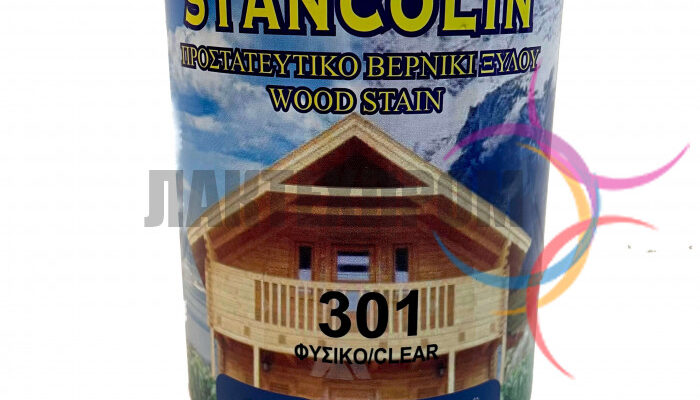 STANCOLIN
ΠΡΟΣΤΑΤΕΥΤΙΚΟ ΒΕΡΝΙΚΙ ΞΥΛΟΥ
WOOD STAIN
301
ΦΥΣΙΚΟ/CLEAR